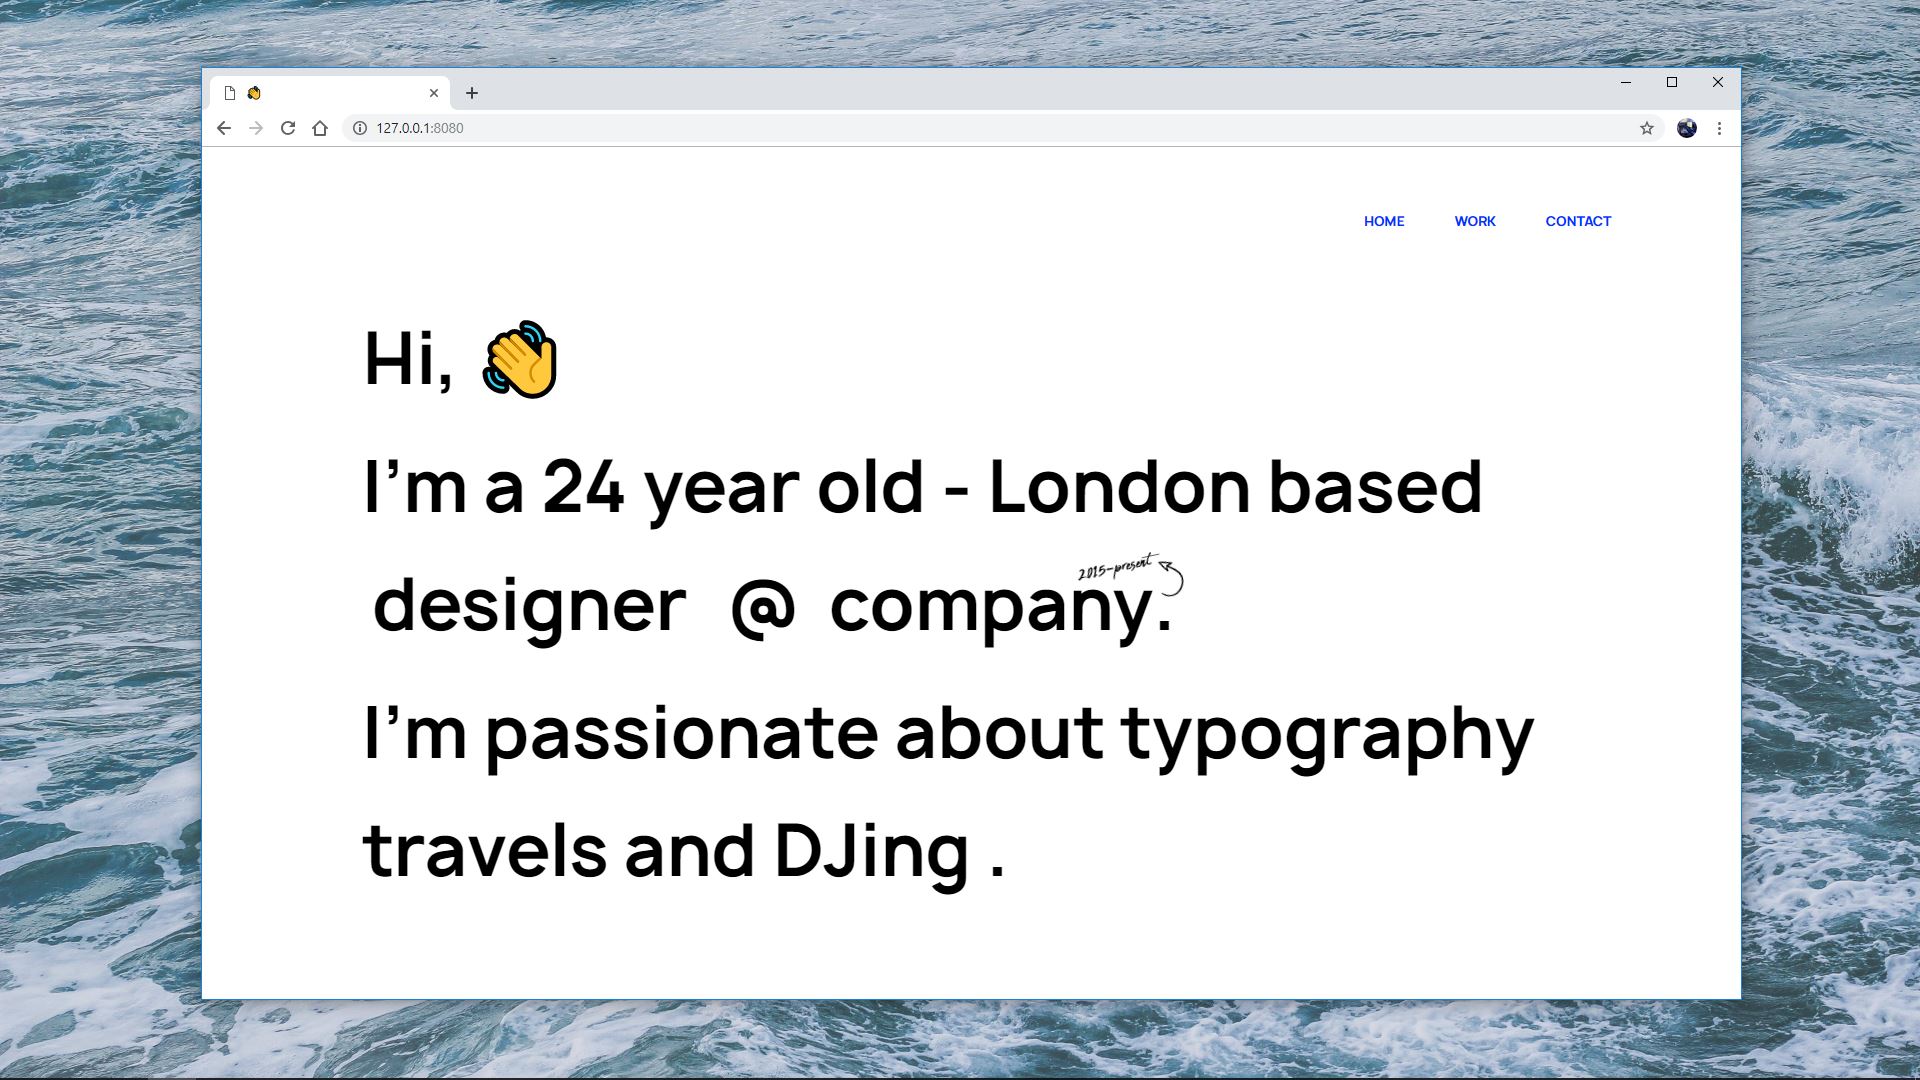 127.0.0.1:8080
HOME WORK CONTACT
Hi, 👋
I’m a 24 year old - London based
2015-present
designer @ company.
I’m passionate about typography
travels and DJing .